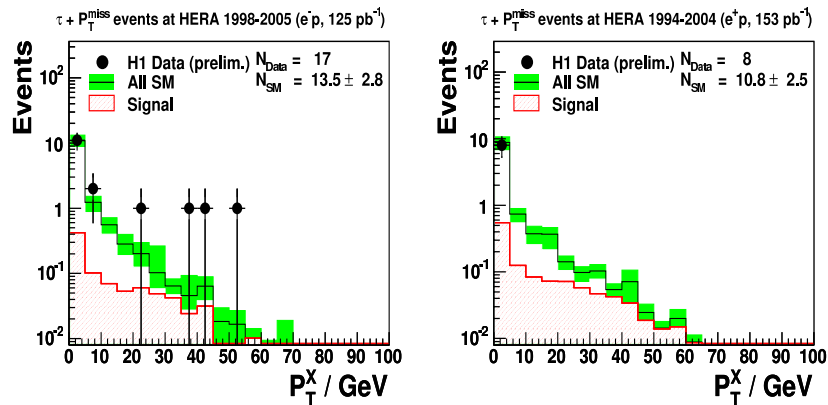 τ + P_T^miss events at HERA 1998-2005 (e⁻p, 125 pb⁻¹)
H1 Data (prelim.) N_Data = 17
All SM N_SM = 13.5 ± 2.8
Signal
Events
10²
10
1
10⁻¹
10⁻²
0 10 20 30 40 50 60 70 80 90 100
P_T^X / GeV
τ + P_T^miss events at HERA 1994-2004 (e⁺p, 153 pb⁻¹)
H1 Data (prelim.) N_Data = 8
All SM N_SM = 10.8 ± 2.5
Signal
Events
10²
10
1
10⁻¹
10⁻²
0 10 20 30 40 50 60 70 80 90 100
P_T^X / GeV